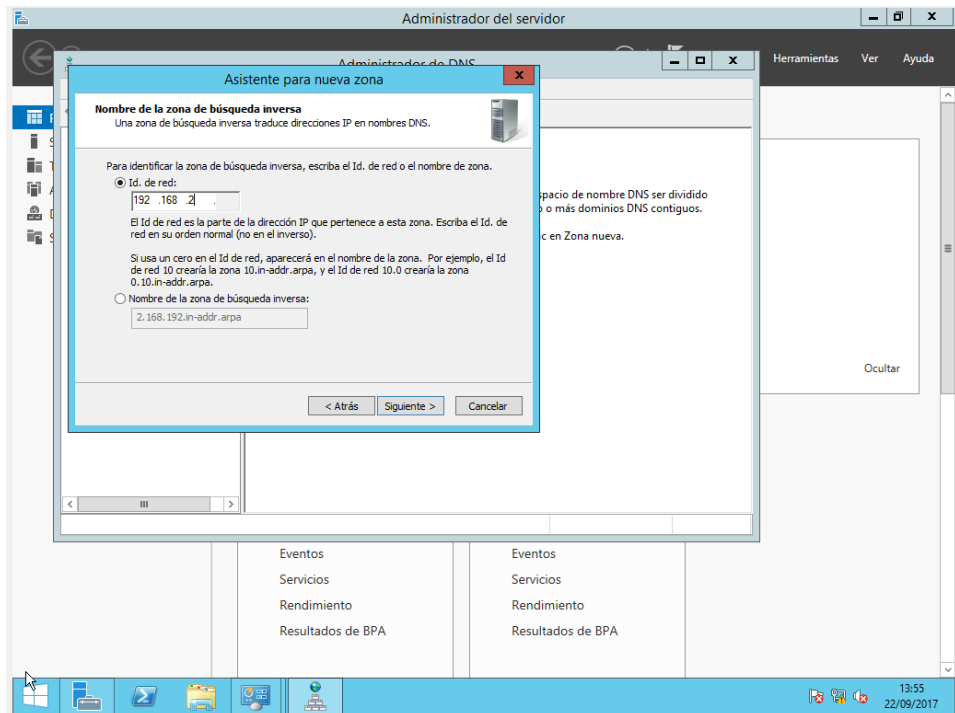 Administrador del servidor
Herramientas Ver Ayuda
Administrador de DNS
Asistente para nueva zona
Nombre de la zona de búsqueda inversa
Una zona de búsqueda inversa traduce direcciones IP en nombres DNS.
Para identificar la zona de búsqueda inversa, escriba el Id. de red o el nombre de zona.
Id. de red:
192 .168 .2 .
El Id de red es la parte de la dirección IP que pertenece a esta zona. Escriba el Id. de
red en su orden normal (no en el inverso).
Si usa un cero en el Id de red, aparecerá en el nombre de la zona. Por ejemplo, el Id
de red 10 crearía la zona 10.in-addr.arpa, y el Id de red 10.0 crearía la zona
0.10.in-addr.arpa.
Nombre de la zona de búsqueda inversa:
2.168.192.in-addr.arpa
< Atrás Siguiente > Cancelar
espacio de nombre DNS ser dividido
o más dominios DNS contiguos.
en Zona nueva.
Ocultar
Eventos Eventos
Servicios Servicios
Rendimiento Rendimiento
Resultados de BPA Resultados de BPA
13:55
22/09/2017